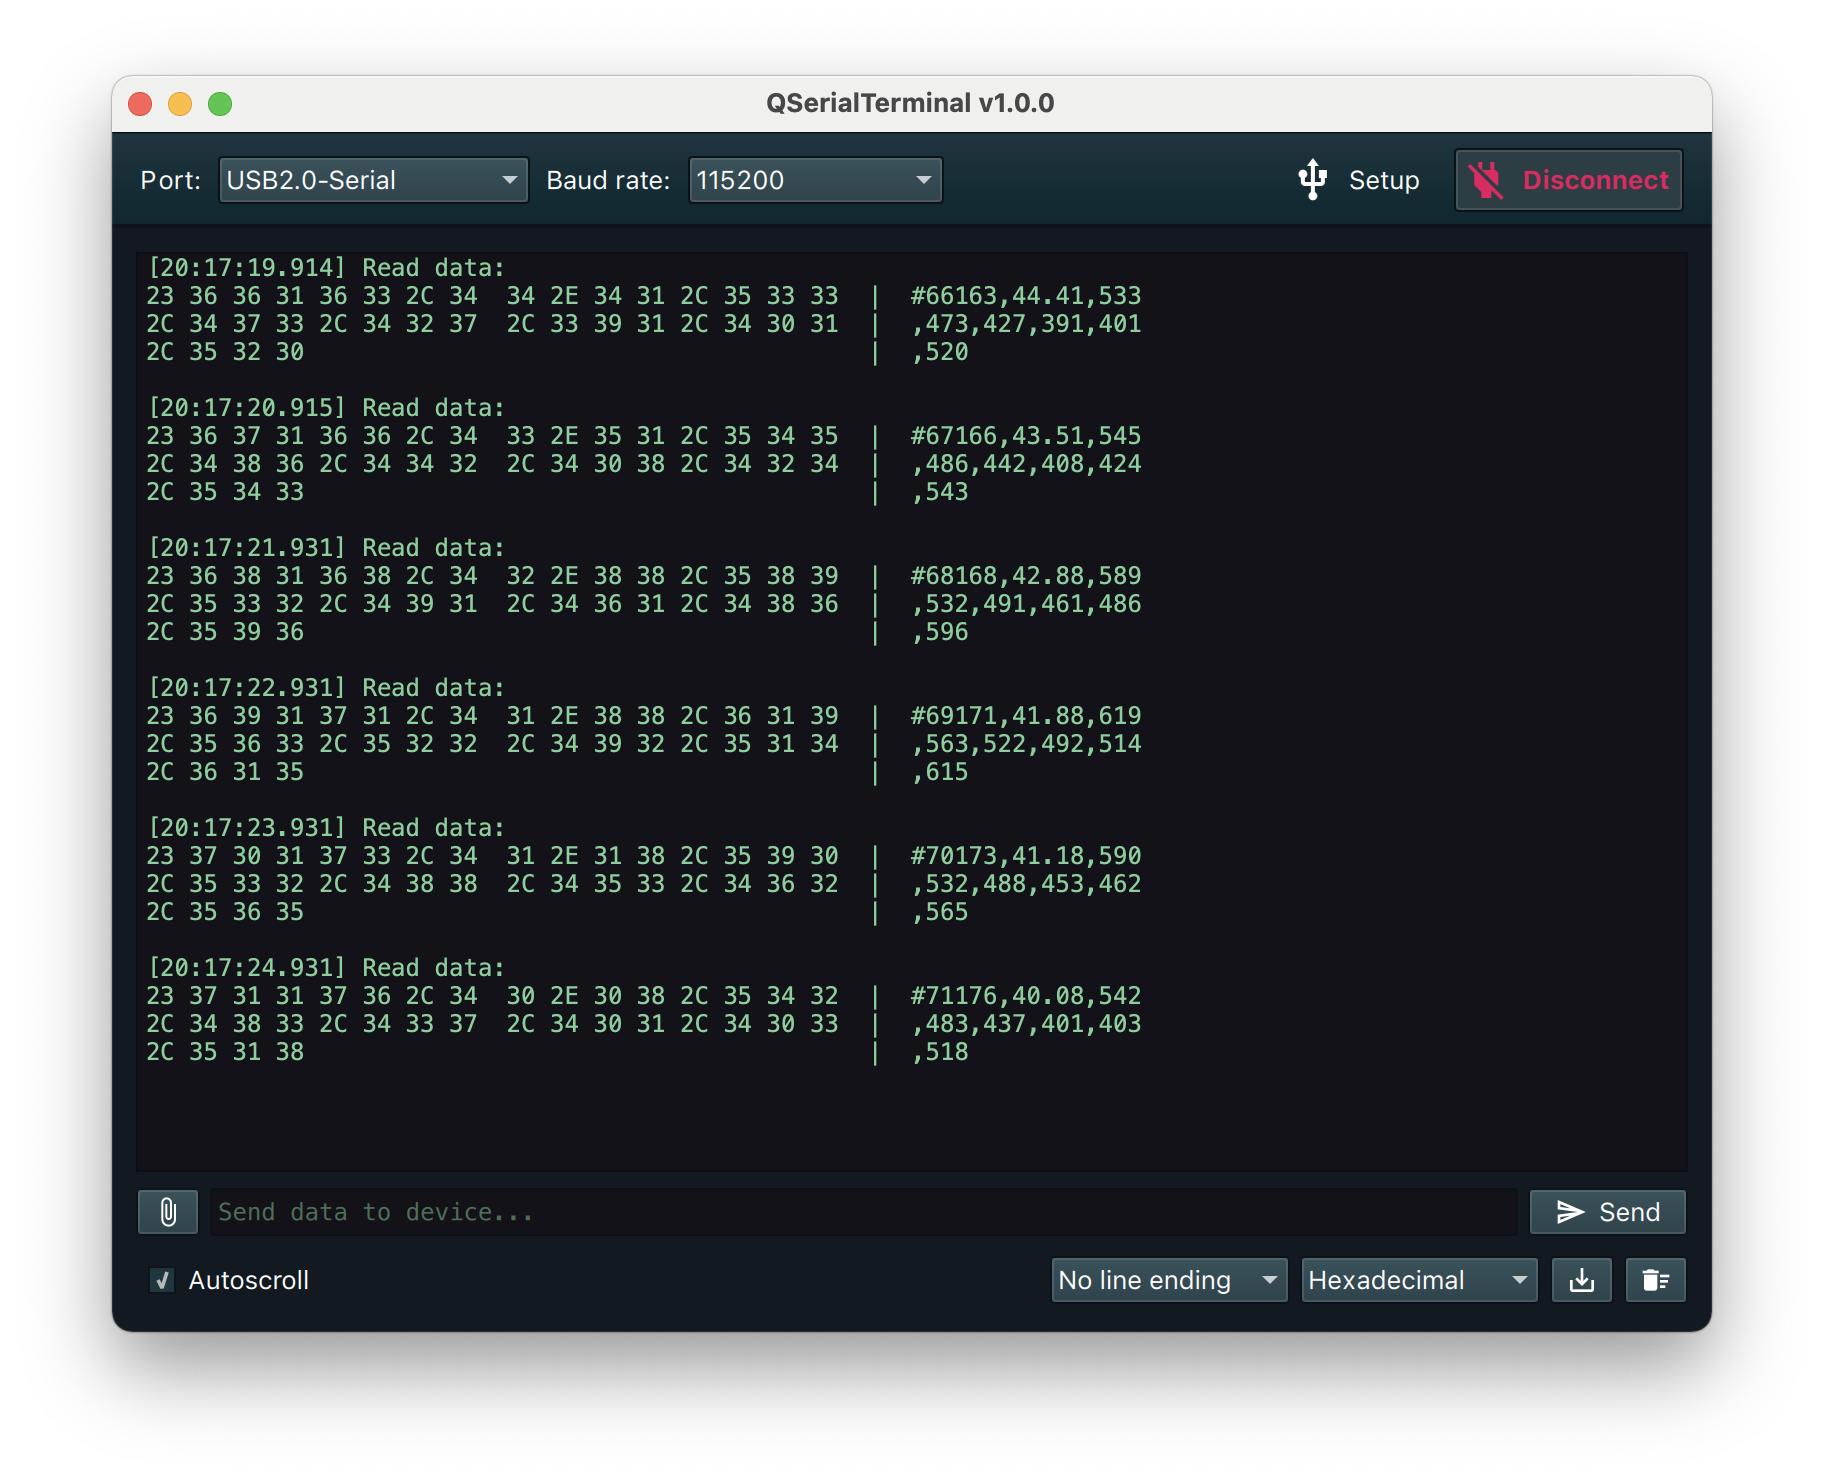 QSerialTerminal v1.0.0
Port: USB2.0-Serial Baud rate: 115200 Setup Disconnect
[20:17:19.914] Read data:
23 36 36 31 36 33 2C 34  34 2E 34 31 2C 35 33 33  |  #66163,44.41,533
2C 34 37 33 2C 34 32 37  2C 33 39 31 2C 34 30 31  |  ,473,427,391,401
2C 35 32 30                                       |  ,520
[20:17:20.915] Read data:
23 36 37 31 36 36 2C 34  33 2E 35 31 2C 35 34 35  |  #67166,43.51,545
2C 34 38 36 2C 34 34 32  2C 34 30 38 2C 34 32 34  |  ,486,442,408,424
2C 35 34 33                                       |  ,543
[20:17:21.931] Read data:
23 36 38 31 36 38 2C 34  32 2E 38 38 2C 35 38 39  |  #68168,42.88,589
2C 35 33 32 2C 34 39 31  2C 34 36 31 2C 34 38 36  |  ,532,491,461,486
2C 35 39 36                                       |  ,596
[20:17:22.931] Read data:
23 36 39 31 37 31 2C 34  31 2E 38 38 2C 36 31 39  |  #69171,41.88,619
2C 35 36 33 2C 35 32 32  2C 34 39 32 2C 35 31 34  |  ,563,522,492,514
2C 36 31 35                                       |  ,615
[20:17:23.931] Read data:
23 37 30 31 37 33 2C 34  31 2E 31 38 2C 35 39 30  |  #70173,41.18,590
2C 35 33 32 2C 34 38 38  2C 34 35 33 2C 34 36 32  |  ,532,488,453,462
2C 35 36 35                                       |  ,565
[20:17:24.931] Read data:
23 37 31 31 37 36 2C 34  30 2E 30 38 2C 35 34 32  |  #71176,40.08,542
2C 34 38 33 2C 34 33 37  2C 34 30 31 2C 34 30 33  |  ,483,437,401,403
2C 35 31 38                                       |  ,518
Send data to device... Send
Autoscroll No line ending Hexadecimal